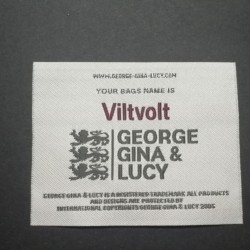 WWW.GEORGE-GINA-LUCY.COM
YOUR BAGS NAME IS
Viltvolt
GEORGE
GINA &
LUCY
GEORGE GINA & LUCY IS A REGISTERED TRADEMARK ALL PRODUCTS
AND DESIGNS ARE PROTECTED BY
INTERNATIONAL COPYRIGHTS GEORGE GINA & LUCY 2005